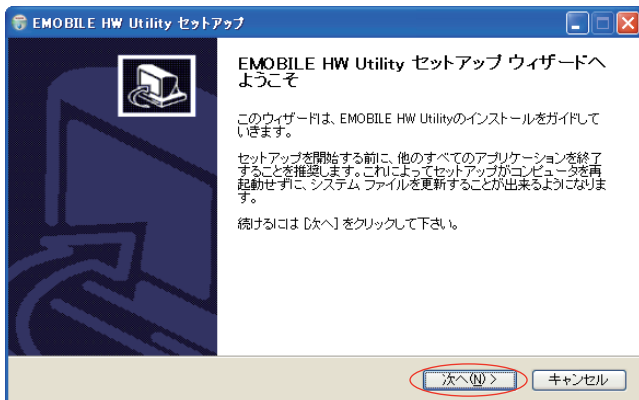 EMOBILE HW Utility セットアップ
EMOBILE HW Utility セットアップ ウィザードへ
ようこそ
このウィザードは、EMOBILE HW Utilityのインストールをガイドして
いきます。
セットアップを開始する前に、他のすべてのアプリケーションを終了
することを推奨します。これによってセットアップがコンピュータを再
起動せずに、システム ファイルを更新することが出来るようになりま
す。
続けるには [次へ] をクリックして下さい。
次へ(N) >
キャンセル